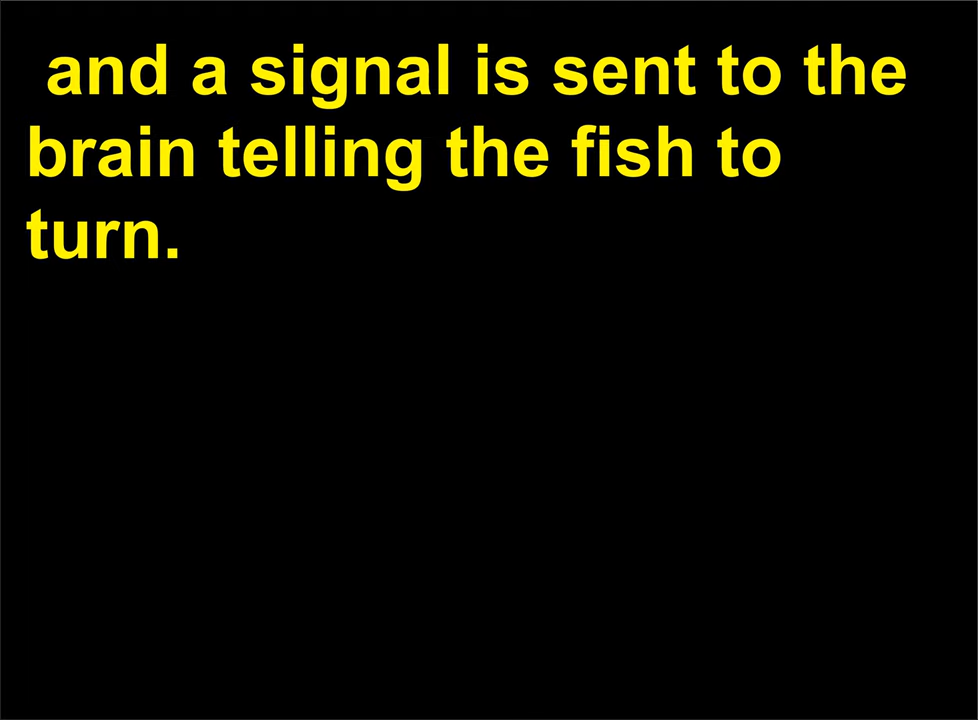 and a signal is sent to the
brain telling the fish to
turn.